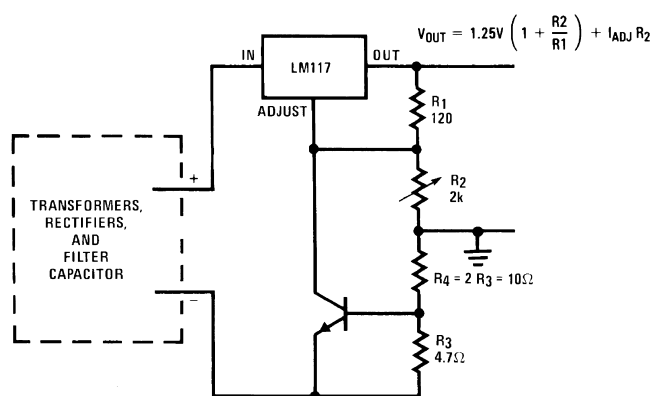 V_OUT = 1.25V (1 + R2/R1) + I_ADJ R2
IN
LM117
OUT
ADJUST
R1
120
R2
2k
+
TRANSFORMERS,
RECTIFIERS,
AND
FILTER
CAPACITOR
−
R4 = 2 R3 = 10Ω
R3
4.7Ω